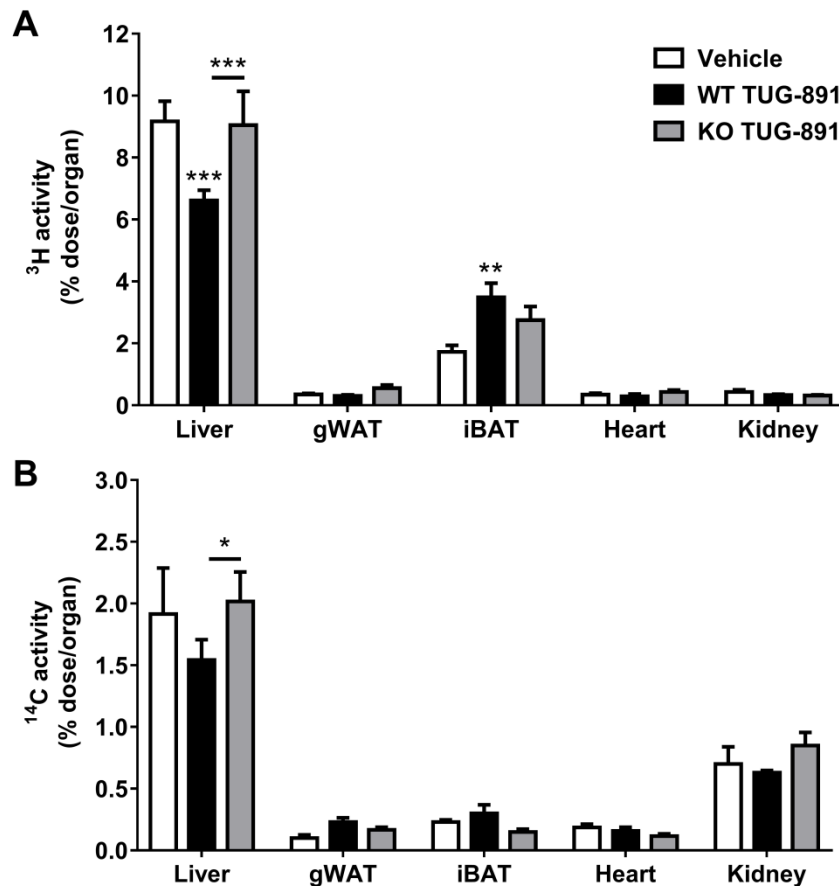 A
³H activity
(% dose/organ)
12
10
8
6
4
2
0
***
***
**
Vehicle
WT TUG-891
KO TUG-891
Liver gWAT iBAT Heart Kidney
B
¹⁴C activity
(% dose/organ)
3.0
2.5
2.0
1.5
1.0
0.5
0.0
*
Liver gWAT iBAT Heart Kidney